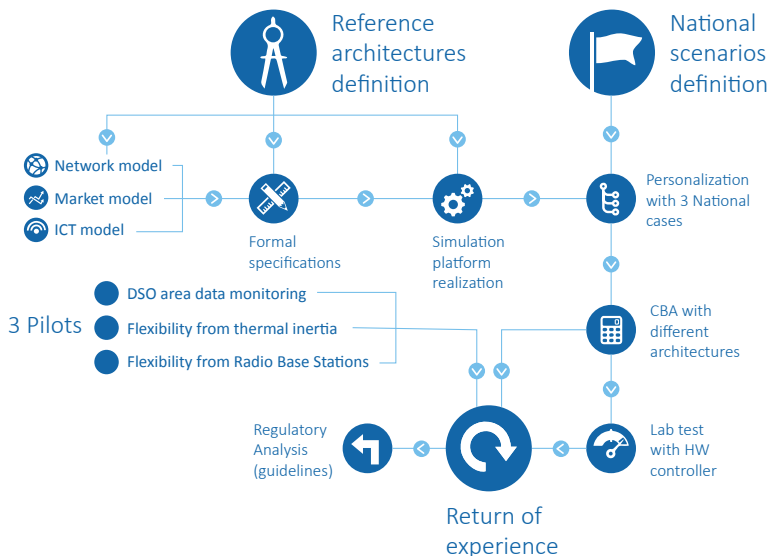 Reference
architectures
definition
National
scenarios
definition
Network model
Market model
ICT model
Formal
specifications
Simulation
platform
realization
Personalization
with 3 National
cases
3 Pilots
DSO area data monitoring
Flexibility from thermal inertia
Flexibility from Radio Base Stations
CBA with
different
architectures
Regulatory
Analysis
(guidelines)
Lab test
with HW
controller
Return of
experience